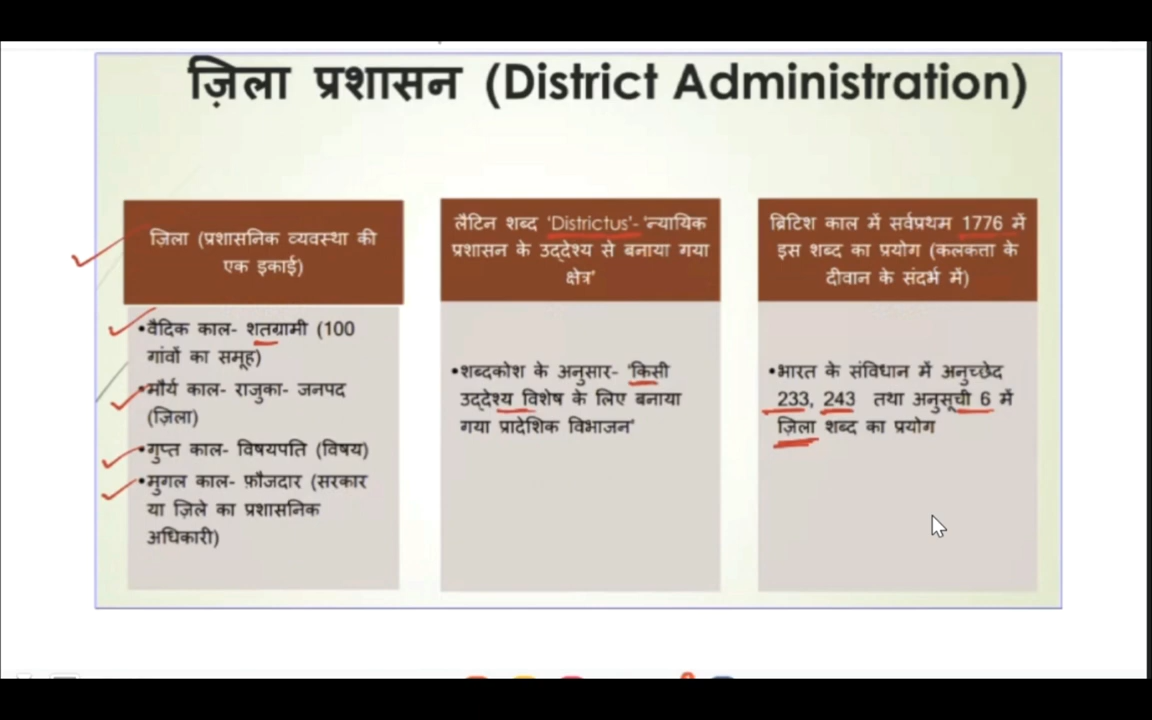 ज़िला प्रशासन (District Administration)
ज़िला (प्रशासनिक व्यवस्था की
एक इकाई)
•वैदिक काल- शतग्रामी (100
गांवों का समूह)
•मौर्य काल- राजुका- जनपद
(ज़िला)
•गुप्त काल- विषयपति (विषय)
•मुगल काल- फ़ौजदार (सरकार
या ज़िले का प्रशासनिक
अधिकारी)
लैटिन शब्द 'Districtus'- 'न्यायिक
प्रशासन के उद्देश्य से बनाया गया
क्षेत्र'
•शब्दकोश के अनुसार- 'किसी
उद्देश्य विशेष के लिए बनाया
गया प्रादेशिक विभाजन'
ब्रिटिश काल में सर्वप्रथम 1776 में
इस शब्द का प्रयोग (कलकता के
दीवान के संदर्भ में)
•भारत के संविधान में अनुच्छेद
233, 243 तथा अनुसूची 6 में
ज़िला शब्द का प्रयोग